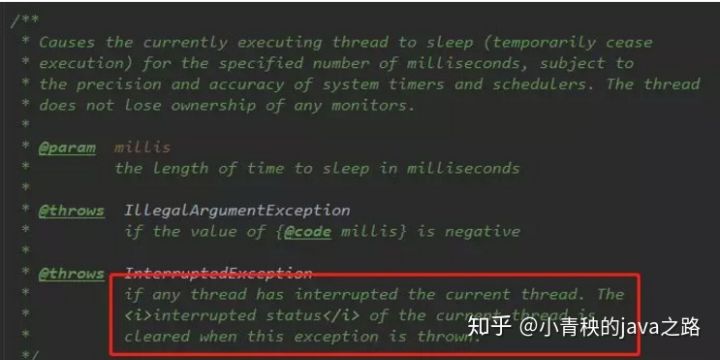 /**
* Causes the currently executing thread to sleep (temporarily cease
* execution) for the specified number of milliseconds, subject to
* the precision and accuracy of system timers and schedulers. The thread
* does not lose ownership of any monitors.
*
* @param millis
* the length of time to sleep in milliseconds
*
* @throws IllegalArgumentException
* if the value of {@code millis} is negative
*
* @throws InterruptedException
* if any thread has interrupted the current thread. The
* <i>interrupted status</i> of the current thread is
* cleared when this exception is thrown.
*/
知乎 @小青秧的java之路